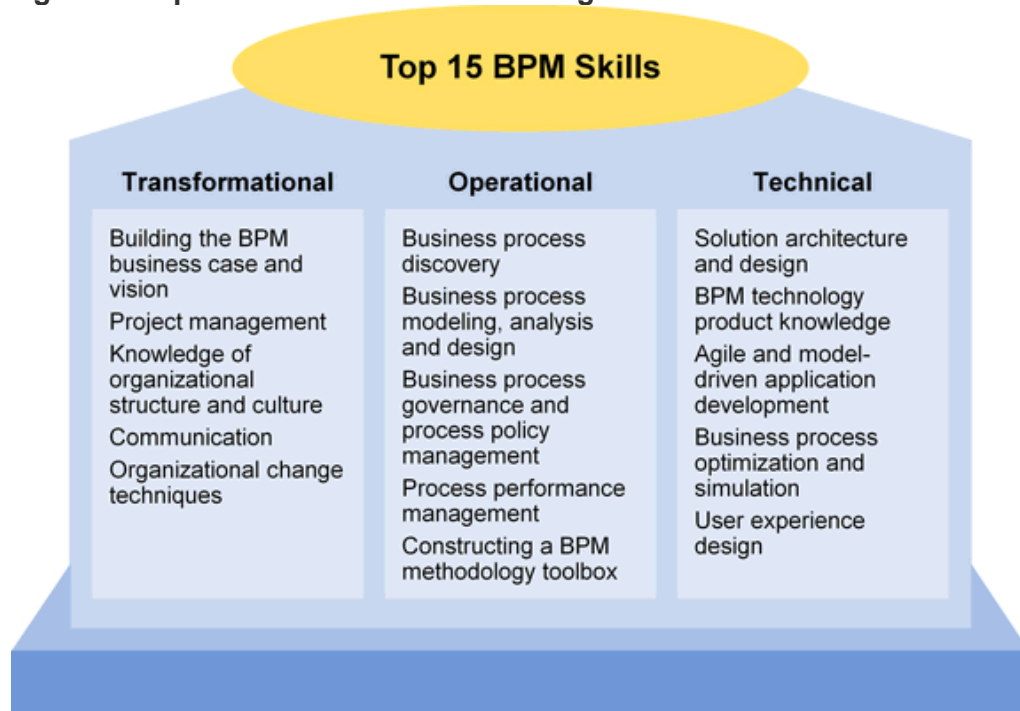 Top 15 BPM Skills
Transformational
Building the BPM
business case and
vision
Project management
Knowledge of
organizational
structure and culture
Communication
Organizational change
techniques
Operational
Business process
discovery
Business process
modeling, analysis
and design
Business process
governance and
process policy
management
Process performance
management
Constructing a BPM
methodology toolbox
Technical
Solution architecture
and design
BPM technology
product knowledge
Agile and model-
driven application
development
Business process
optimization and
simulation
User experience
design